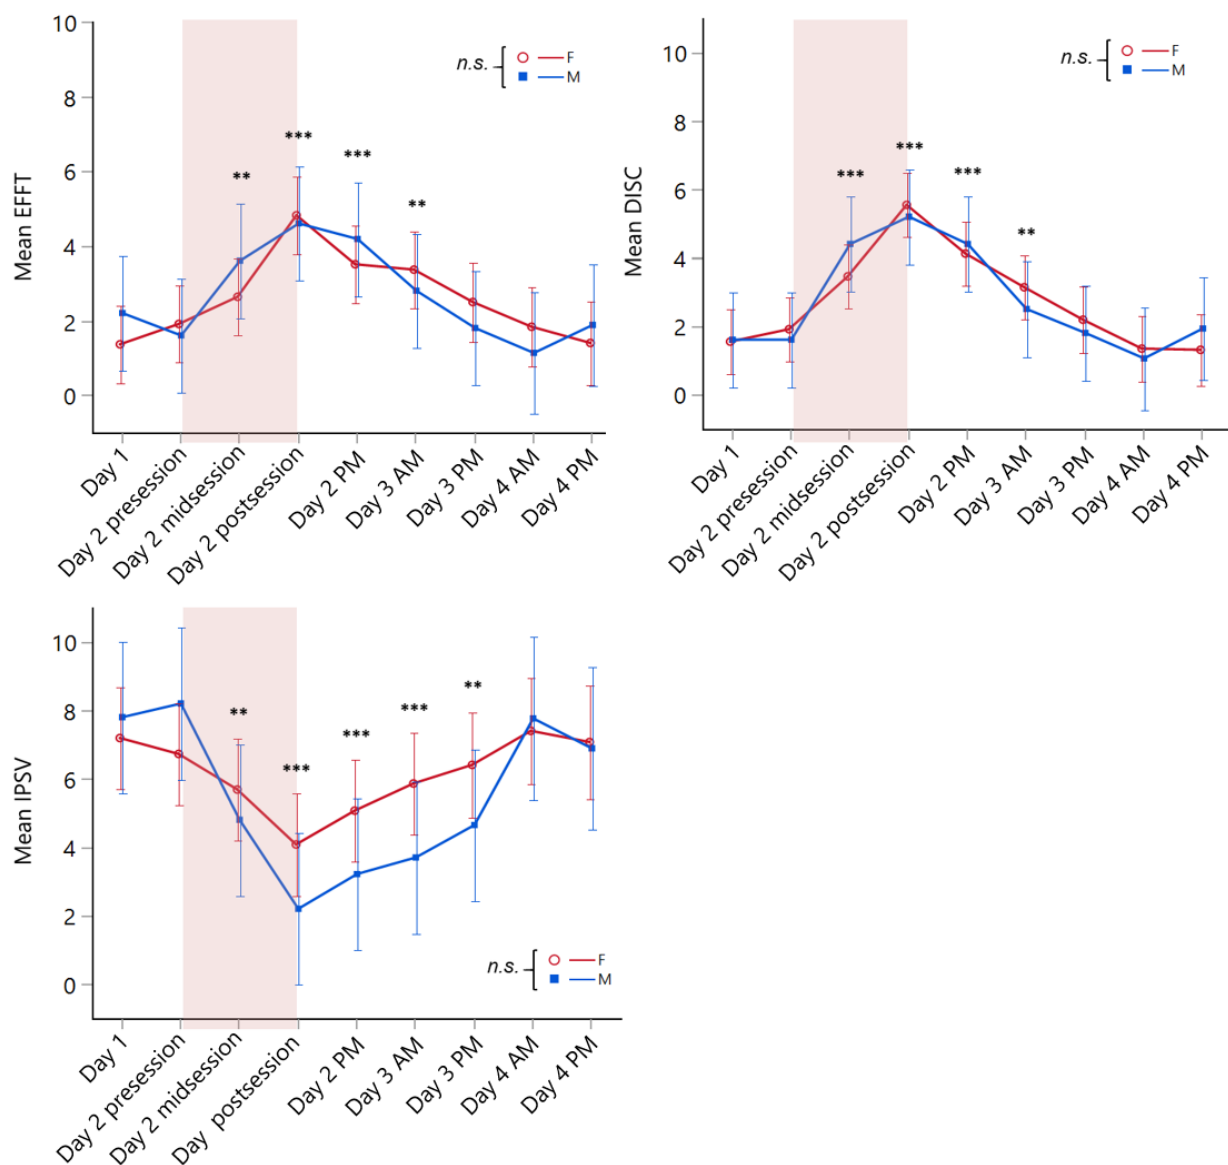 10
8
6
4
2
0
Mean EFFT
n.s.
F
M
**
***
***
**
Day 1
Day 2 presession
Day 2 midsession
Day 2 postsession
Day 2 PM
Day 3 AM
Day 3 PM
Day 4 AM
Day 4 PM
10
8
6
4
2
0
Mean DISC
n.s.
F
M
***
***
***
**
Day 1
Day 2 presession
Day 2 midsession
Day 2 postsession
Day 2 PM
Day 3 AM
Day 3 PM
Day 4 AM
Day 4 PM
10
8
6
4
2
0
Mean IPSV
**
***
***
***
**
n.s.
F
M
Day 1
Day 2 presession
Day 2 midsession
Day postsession
Day 2 PM
Day 3 AM
Day 3 PM
Day 4 AM
Day 4 PM